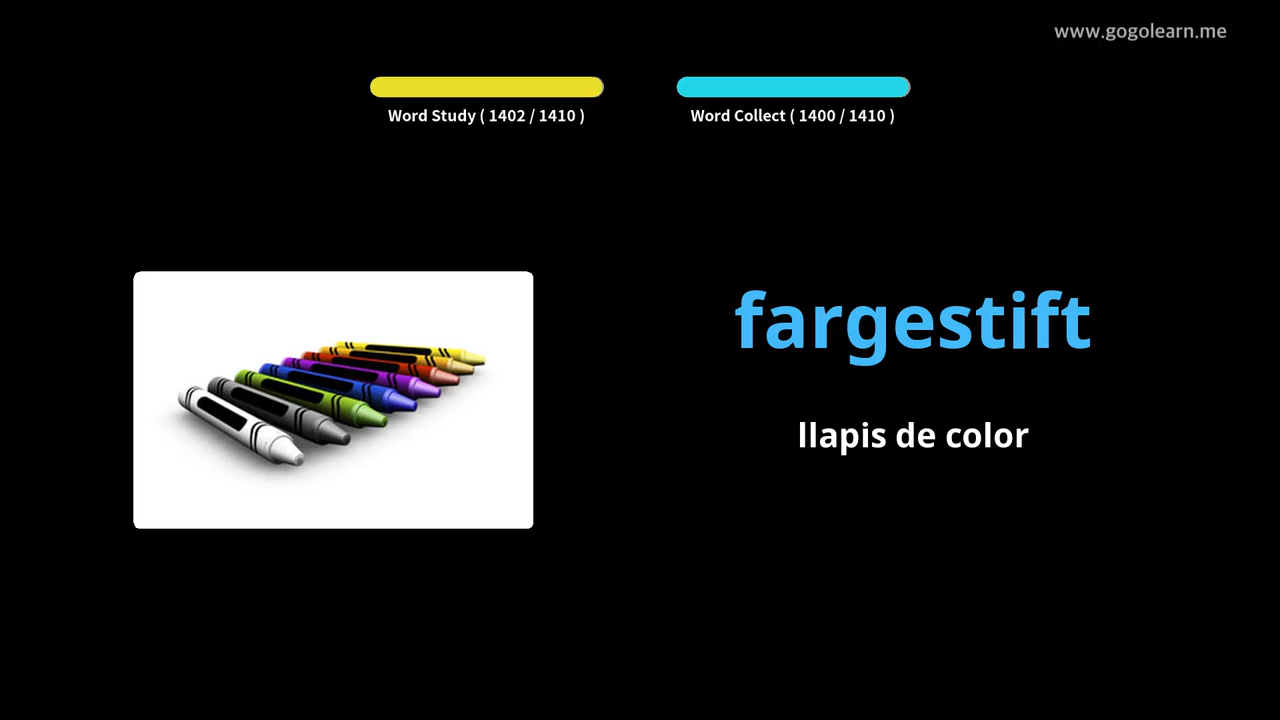 www.gogolearn.me
Word Study ( 1402 / 1410 )
Word Collect ( 1400 / 1410 )
fargestift
llapis de color